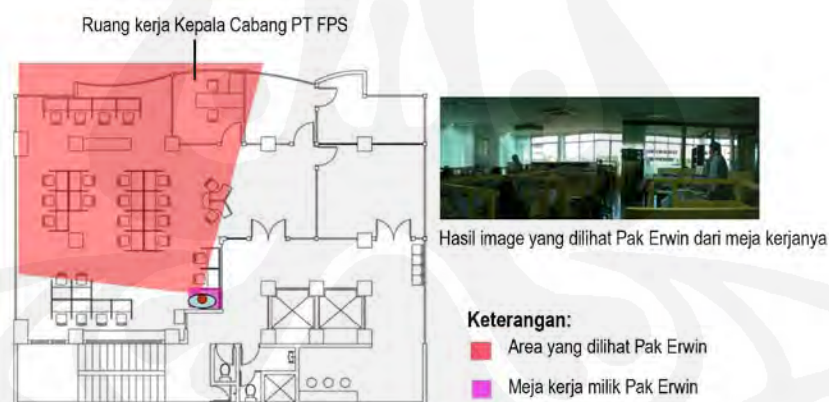 Ruang kerja Kepala Cabang PT FPS
Hasil image yang dilihat Pak Erwin dari meja kerjanya
Keterangan:
Area yang dilihat Pak Erwin
Meja kerja milik Pak Erwin